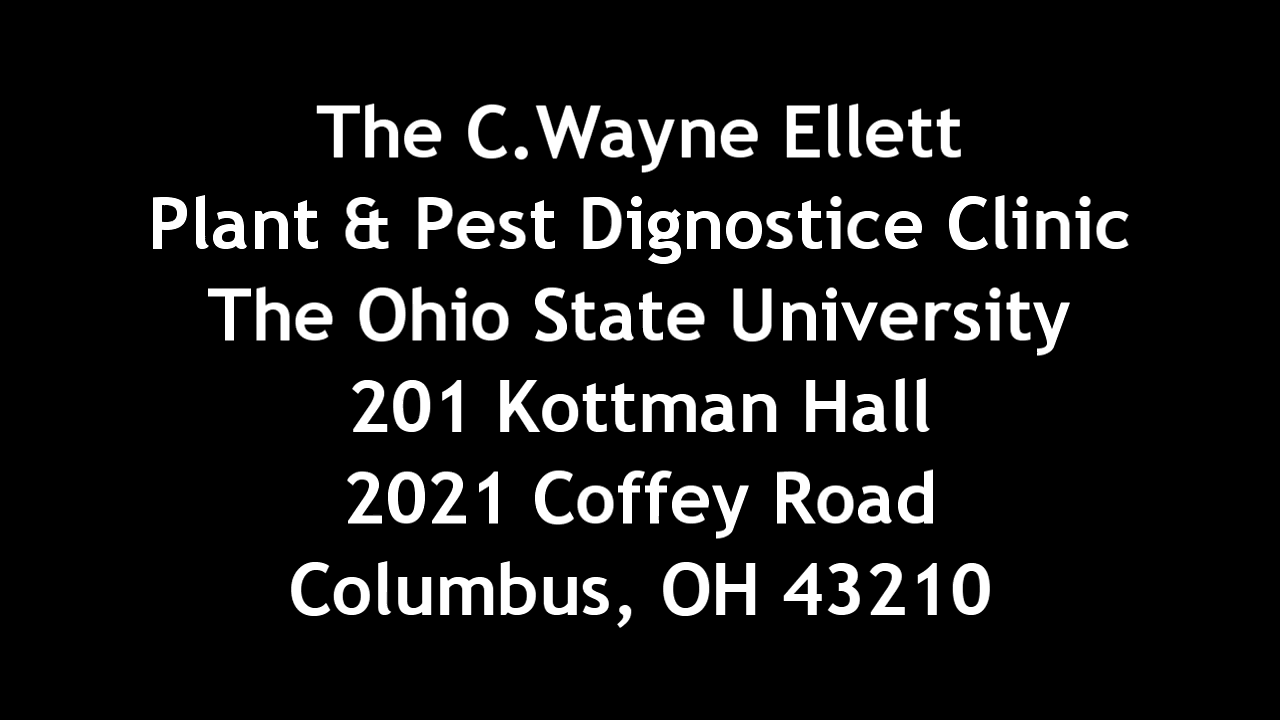 The C.Wayne Ellett
Plant & Pest Dignostice Clinic
The Ohio State University
201 Kottman Hall
2021 Coffey Road
Columbus, OH 43210